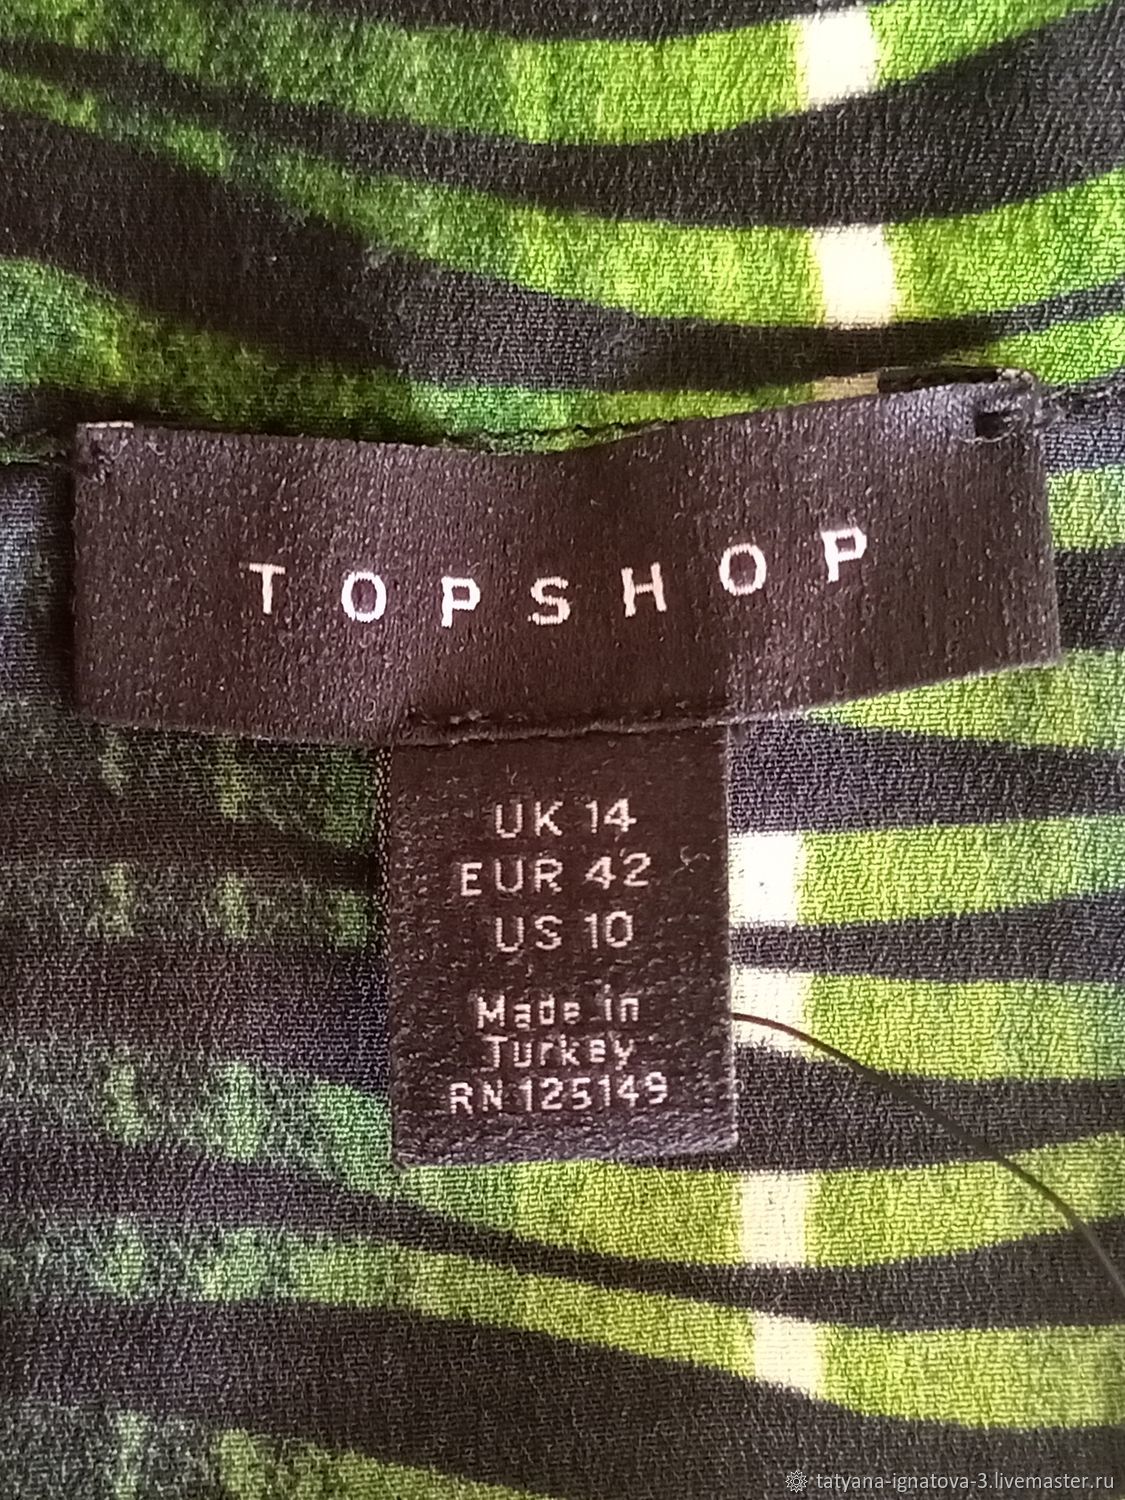 TOPSHOP
UK 14
EUR 42
US 10
Made in
Turkey
RN 125149
tatyana-ignatova-3.livemaster.ru